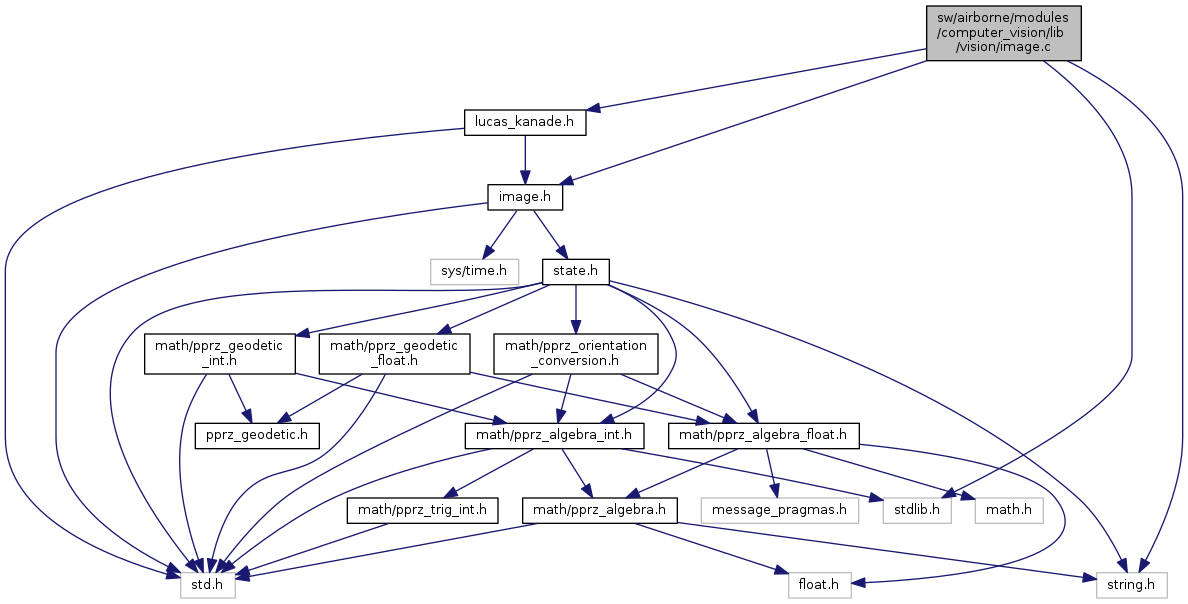 sw/airborne/modules
/computer_vision/lib
/vision/image.c
lucas_kanade.h
image.h
sys/time.h
state.h
math/pprz_geodetic
_int.h
math/pprz_geodetic
_float.h
math/pprz_orientation
_conversion.h
pprz_geodetic.h
math/pprz_algebra_int.h
math/pprz_algebra_float.h
math/pprz_trig_int.h
math/pprz_algebra.h
message_pragmas.h
stdlib.h
math.h
std.h
float.h
string.h